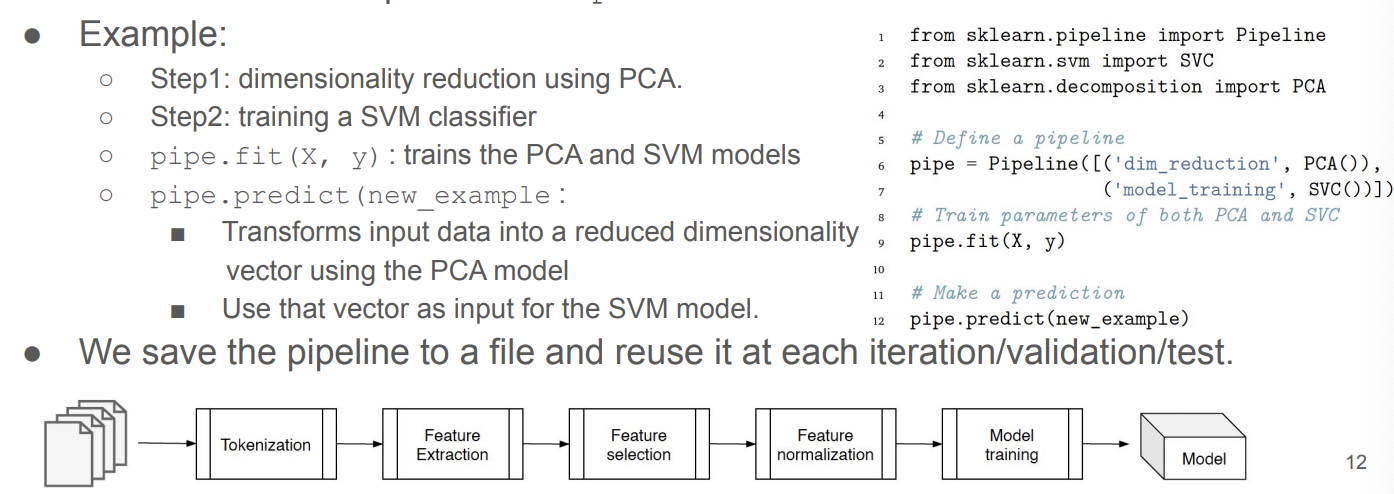 ● Example:
○ Step1: dimensionality reduction using PCA.
○ Step2: training a SVM classifier
○ pipe.fit(X, y) : trains the PCA and SVM models
○ pipe.predict(new_example :
■ Transforms input data into a reduced dimensionality
vector using the PCA model
■ Use that vector as input for the SVM model.
1 from sklearn.pipeline import Pipeline
2 from sklearn.svm import SVC
3 from sklearn.decomposition import PCA
4
5 # Define a pipeline
6 pipe = Pipeline([('dim_reduction', PCA()),
7 ('model_training', SVC())])
8 # Train parameters of both PCA and SVC
9 pipe.fit(X, y)
10
11 # Make a prediction
12 pipe.predict(new_example)
● We save the pipeline to a file and reuse it at each iteration/validation/test.
Tokenization
Feature
Extraction
Feature
selection
Feature
normalization
Model
training
Model
12